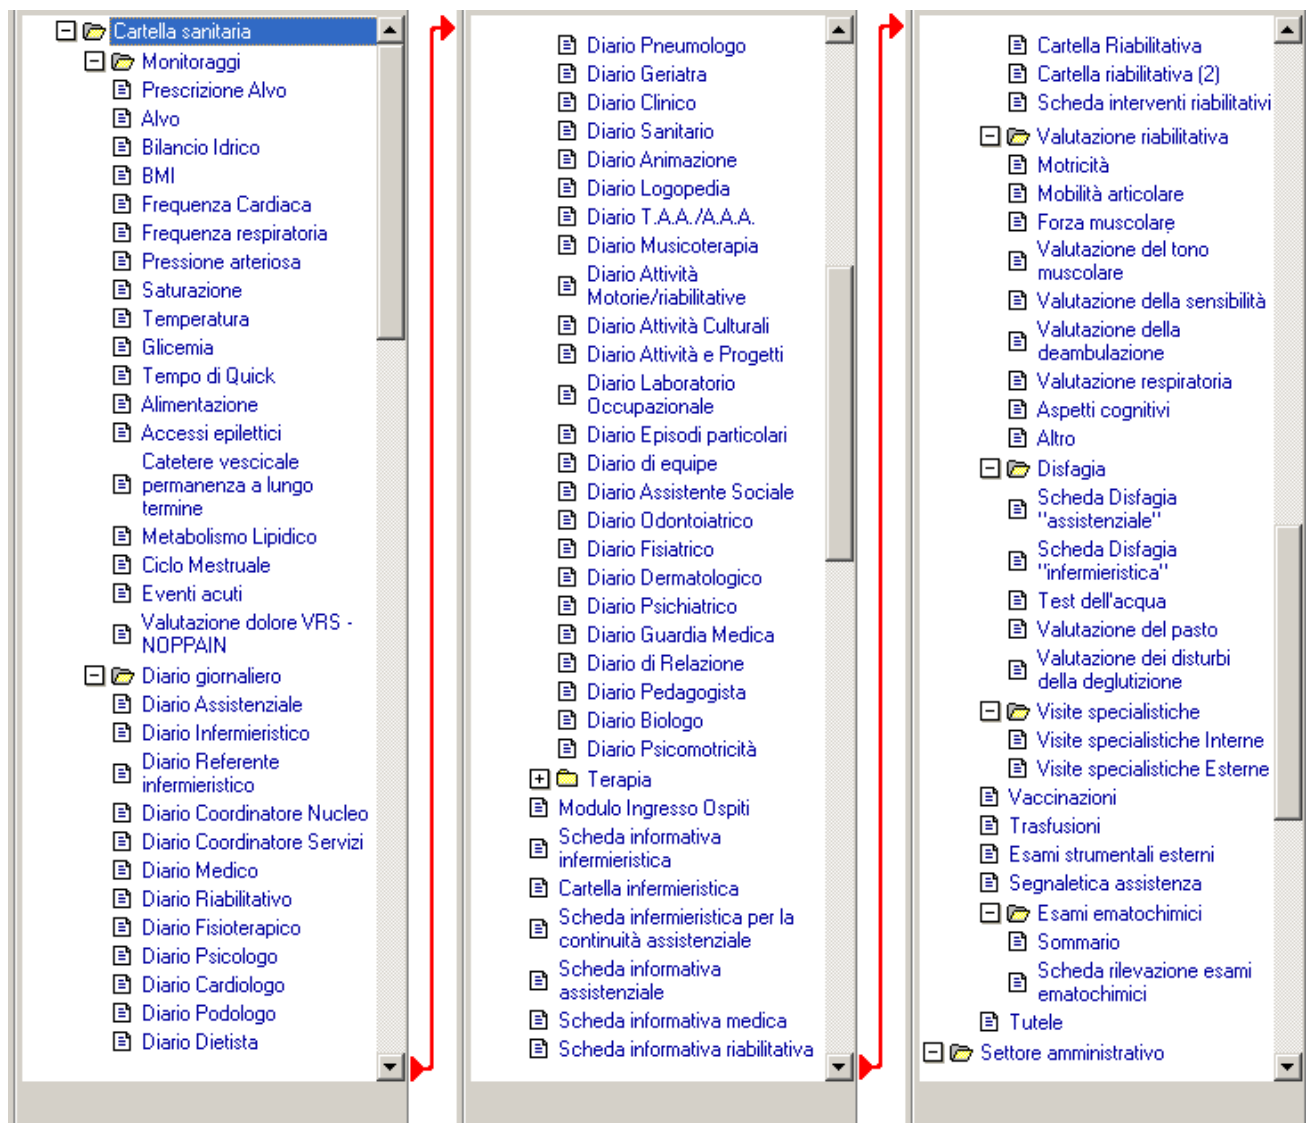 Cartella sanitaria
Monitoraggi
Prescrizione Alvo
Alvo
Bilancio Idrico
BMI
Frequenza Cardiaca
Frequenza respiratoria
Pressione arteriosa
Saturazione
Temperatura
Glicemia
Tempo di Quick
Alimentazione
Accessi epilettici
Catetere vescicale
permanenza a lungo
termine
Metabolismo Lipidico
Ciclo Mestruale
Eventi acuti
Valutazione dolore VRS -
NOPPAIN
Diario giornaliero
Diario Assistenziale
Diario Infermieristico
Diario Referente
infermieristico
Diario Coordinatore Nucleo
Diario Coordinatore Servizi
Diario Medico
Diario Riabilitativo
Diario Fisioterapico
Diario Psicologo
Diario Cardiologo
Diario Podologo
Diario Dietista
Diario Pneumologo
Diario Geriatra
Diario Clinico
Diario Sanitario
Diario Animazione
Diario Logopedia
Diario T.A.A./A.A.A.
Diario Musicoterapia
Diario Attività
Motorie/riabilitative
Diario Attività Culturali
Diario Attività e Progetti
Diario Laboratorio
Occupazionale
Diario Episodi particolari
Diario di equipe
Diario Assistente Sociale
Diario Odontoiatrico
Diario Fisiatrico
Diario Dermatologico
Diario Psichiatrico
Diario Guardia Medica
Diario di Relazione
Diario Pedagogista
Diario Biologo
Diario Psicomotricità
Terapia
Modulo Ingresso Ospiti
Scheda informativa
infermieristica
Cartella infermieristica
Scheda infermieristica per la
continuità assistenziale
Scheda informativa
assistenziale
Scheda informativa medica
Scheda informativa riabilitativa
Cartella Riabilitativa
Cartella riabilitativa (2)
Scheda interventi riabilitativi
Valutazione riabilitativa
Motricità
Mobilità articolare
Forza muscolare
Valutazione del tono
muscolare
Valutazione della sensibilità
Valutazione della
deambulazione
Valutazione respiratoria
Aspetti cognitivi
Altro
Disfagia
Scheda Disfagia
"assistenziale"
Scheda Disfagia
"infermieristica"
Test dell'acqua
Valutazione del pasto
Valutazione dei disturbi
della deglutizione
Visite specialistiche
Visite specialistiche Interne
Visite specialistiche Esterne
Vaccinazioni
Trasfusioni
Esami strumentali esterni
Segnaletica assistenza
Esami ematochimici
Sommario
Scheda rilevazione esami
ematochimici
Tutele
Settore amministrativo